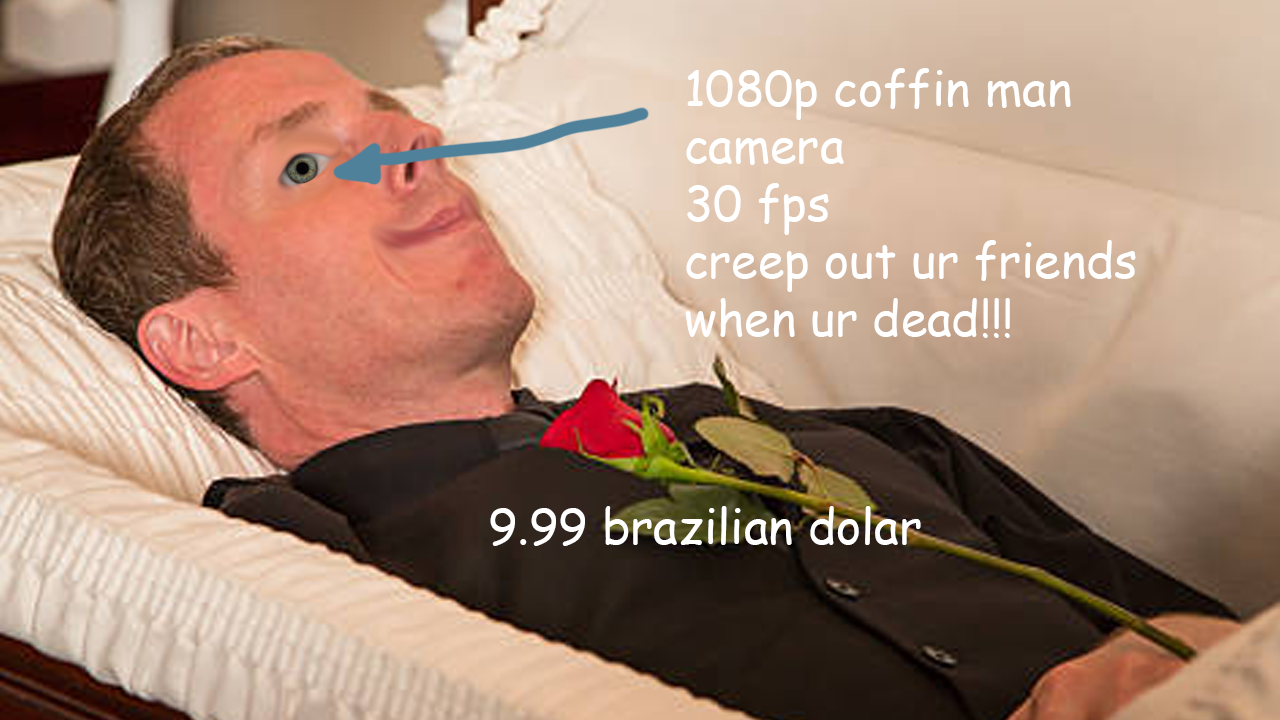 1080p coffin man
camera
30 fps
creep out ur friends
when ur dead!!!
9.99 brazilian dolar